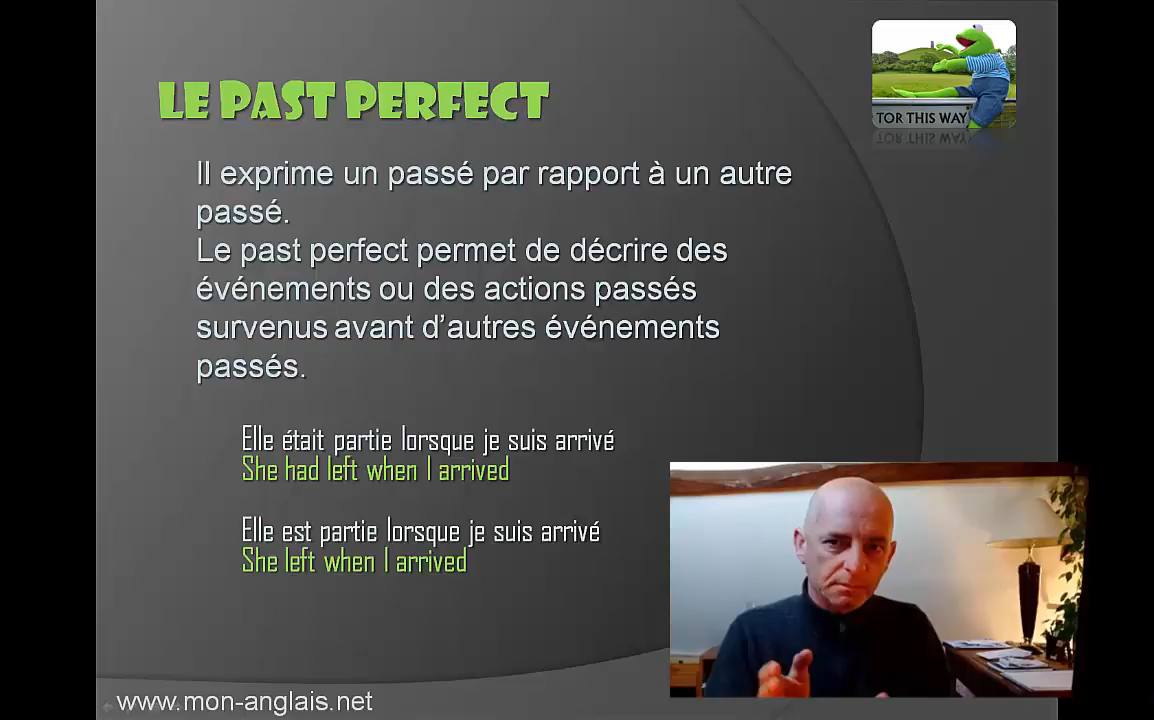 LE PAST PERFECT
TOR THIS WAY
Il exprime un passé par rapport à un autre
passé.
Le past perfect permet de décrire des
événements ou des actions passés
survenus avant d’autres événements
passés.
Elle était partie lorsque je suis arrivé
She had left when I arrived
Elle est partie lorsque je suis arrivé
She left when I arrived
www.mon-anglais.net